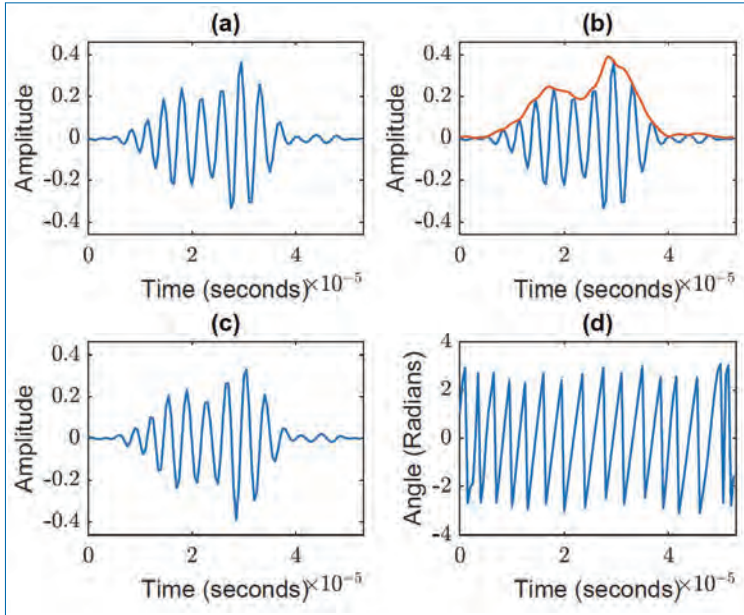 (a)
0.4
0.2
0
-0.2
-0.4
Amplitude
0 2 4
Time (seconds) ×10⁻⁵
(b)
0.4
0.2
0
-0.2
-0.4
Amplitude
0 2 4
Time (seconds) ×10⁻⁵
(c)
0.4
0.2
0
-0.2
-0.4
Amplitude
0 2 4
Time (seconds) ×10⁻⁵
(d)
4
2
0
-2
-4
Angle (Radians)
0 2 4
Time (seconds) ×10⁻⁵